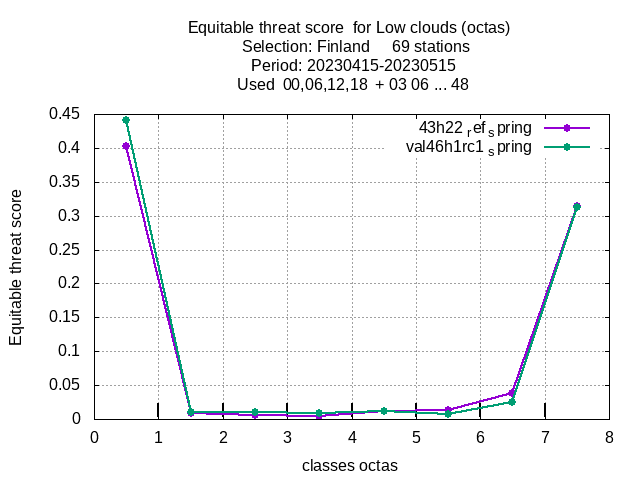 Equitable threat score for Low clouds (octas)
Selection: Finland 69 stations
Period: 20230415-20230515
Used 00,06,12,18 + 03 06 ... 48
43h22 ref spring
val46h1rc1 spring
Equitable threat score
0.45
0.4
0.35
0.3
0.25
0.2
0.15
0.1
0.05
0
0 1 2 3 4 5 6 7 8
classes octas